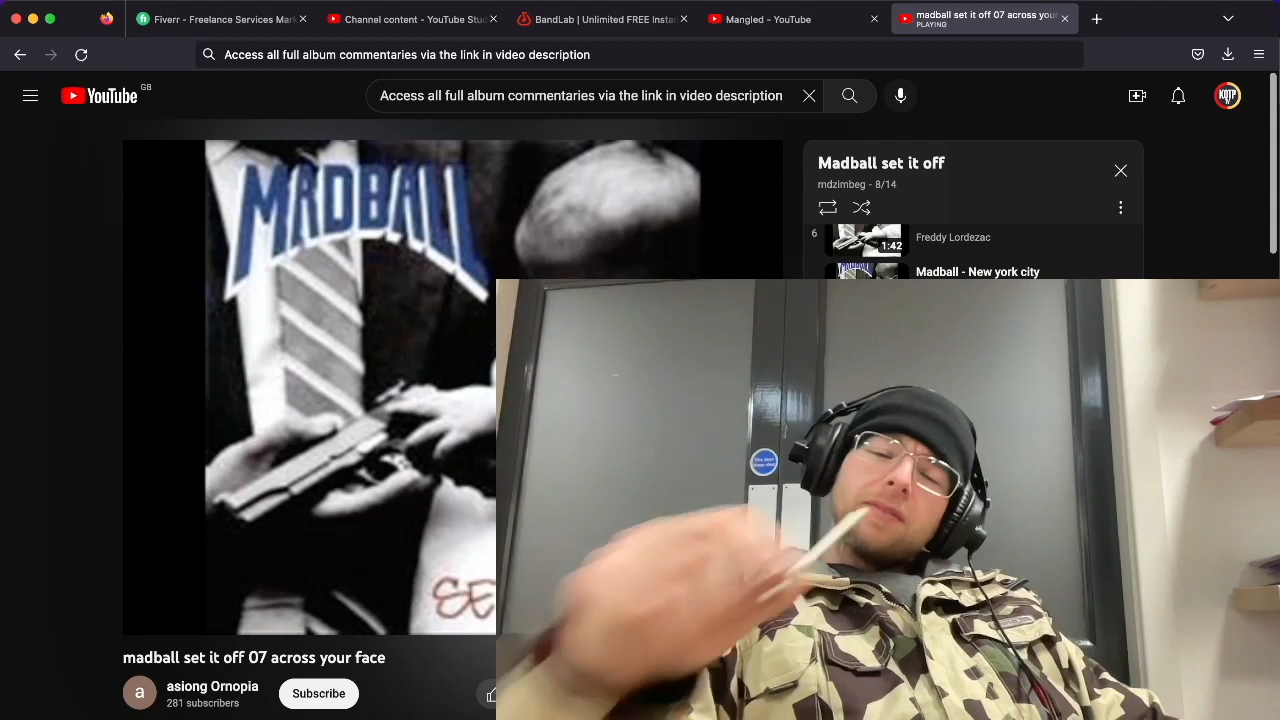 Fiverr - Freelance Services Mark
Channel content - YouTube Stud
BandLab | Unlimited FREE Instan
Manged - YouTube
madball set it off 07 across your
PLAYING
Access all full album commentaries via the link in video description
YouTube
GB
Access all full album commentaries via the link in video description
KOTP
MADBALL
Madball set it off
mdzimbeg - 8/14
6
1:42
Freddy Lordezac
Madball - New york city
SE
madball set it off 07 across your face
a
asiong Ornopia
281 subscribers
Subscribe